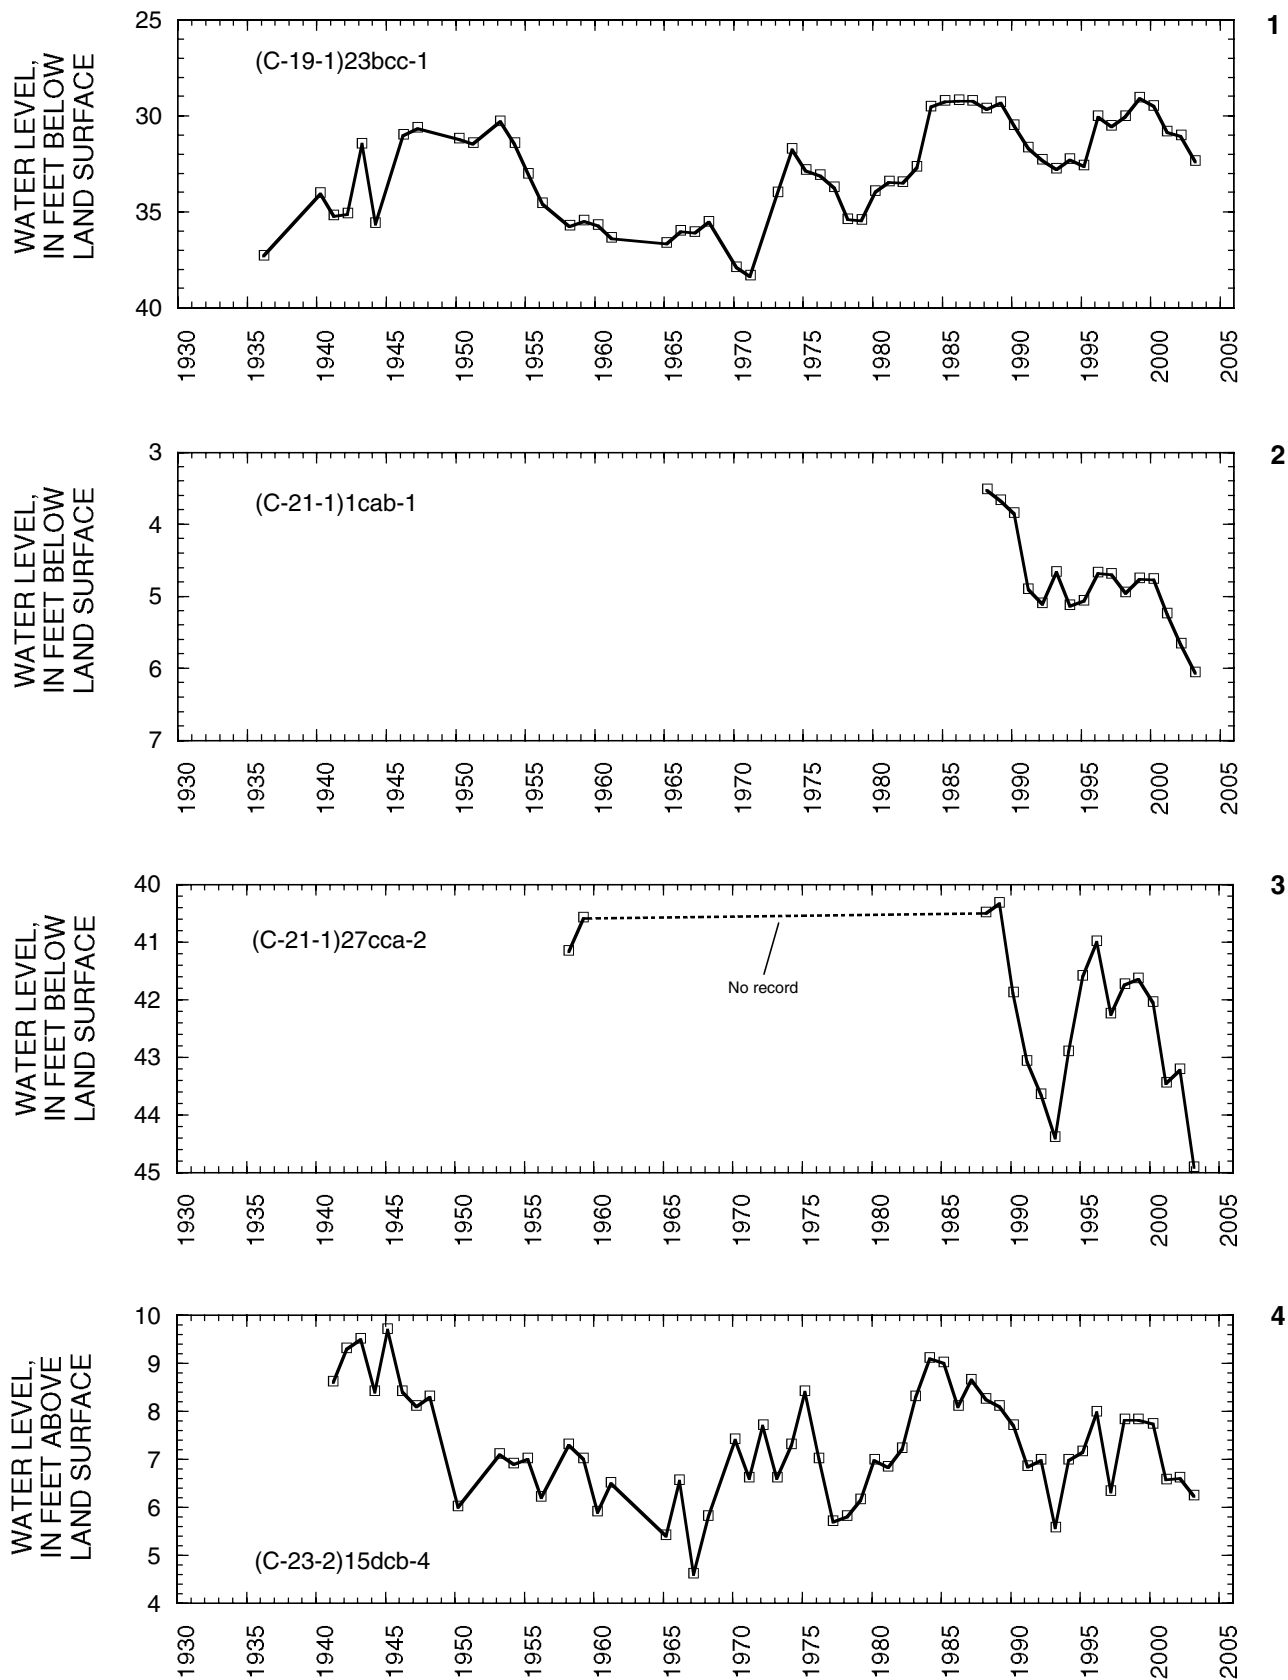 1
WATER LEVEL,
IN FEET BELOW
LAND SURFACE
25
30
35
40
(C-19-1)23bcc-1
1930 1935 1940 1945 1950 1955 1960 1965 1970 1975 1980 1985 1990 1995 2000 2005
2
WATER LEVEL,
IN FEET BELOW
LAND SURFACE
3
4
5
6
7
(C-21-1)1cab-1
1930 1935 1940 1945 1950 1955 1960 1965 1970 1975 1980 1985 1990 1995 2000 2005
3
WATER LEVEL,
IN FEET BELOW
LAND SURFACE
40
41
42
43
44
45
(C-21-1)27cca-2
No record
1930 1935 1940 1945 1950 1955 1960 1965 1970 1975 1980 1985 1990 1995 2000 2005
4
WATER LEVEL,
IN FEET ABOVE
LAND SURFACE
10
9
8
7
6
5
4
(C-23-2)15dcb-4
1930 1935 1940 1945 1950 1955 1960 1965 1970 1975 1980 1985 1990 1995 2000 2005